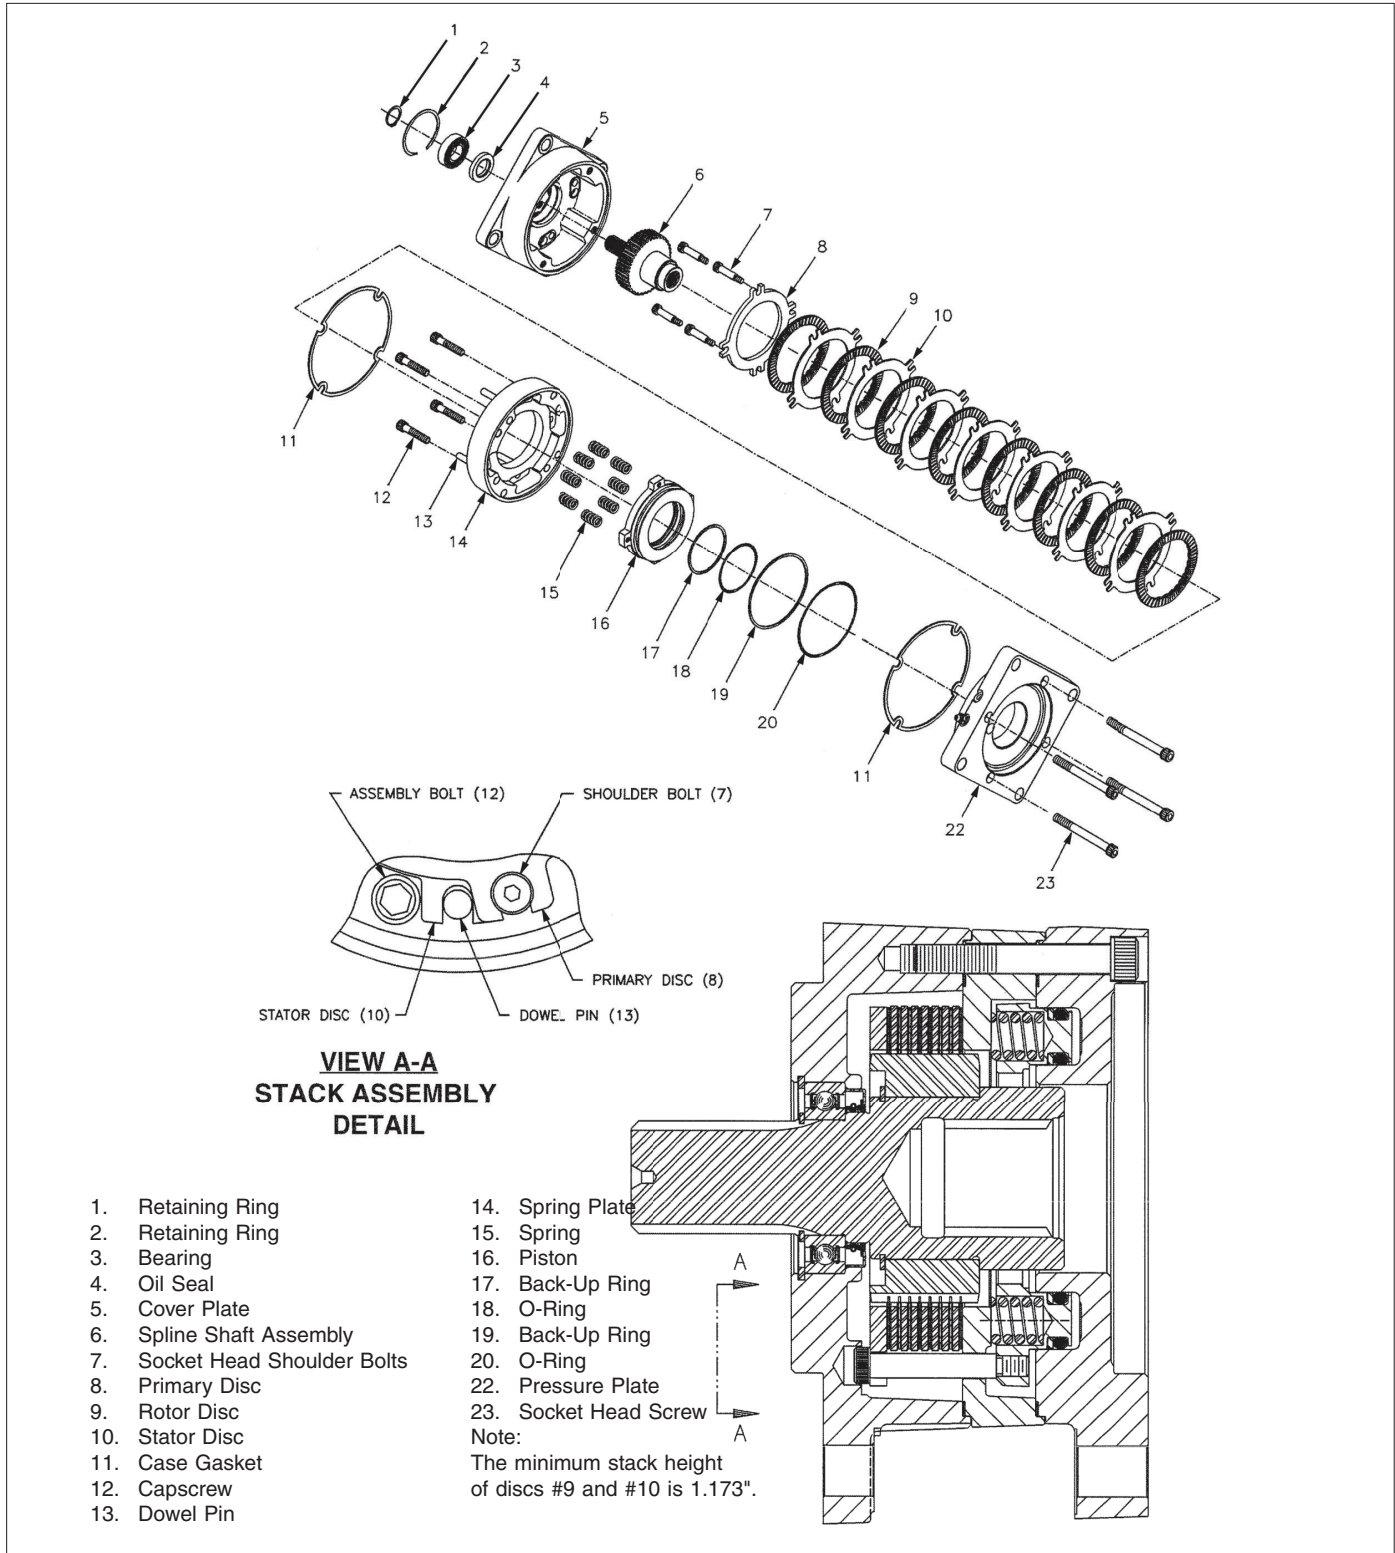 1
2
3
4
5
6
7
8
9
10
11
12
13
14
15
16
17
18
19
20
11
22
23
ASSEMBLY BOLT (12)
SHOULDER BOLT (7)
PRIMARY DISC (8)
STATOR DISC (10)
DOWEL PIN (13)
VIEW A-A
STACK ASSEMBLY
DETAIL
A
A
1. Retaining Ring
2. Retaining Ring
3. Bearing
4. Oil Seal
5. Cover Plate
6. Spline Shaft Assembly
7. Socket Head Shoulder Bolts
8. Primary Disc
9. Rotor Disc
10. Stator Disc
11. Case Gasket
12. Capscrew
13. Dowel Pin
14. Spring Plate
15. Spring
16. Piston
17. Back-Up Ring
18. O-Ring
19. Back-Up Ring
20. O-Ring
22. Pressure Plate
23. Socket Head Screw
Note:
The minimum stack height
of discs #9 and #10 is 1.173".